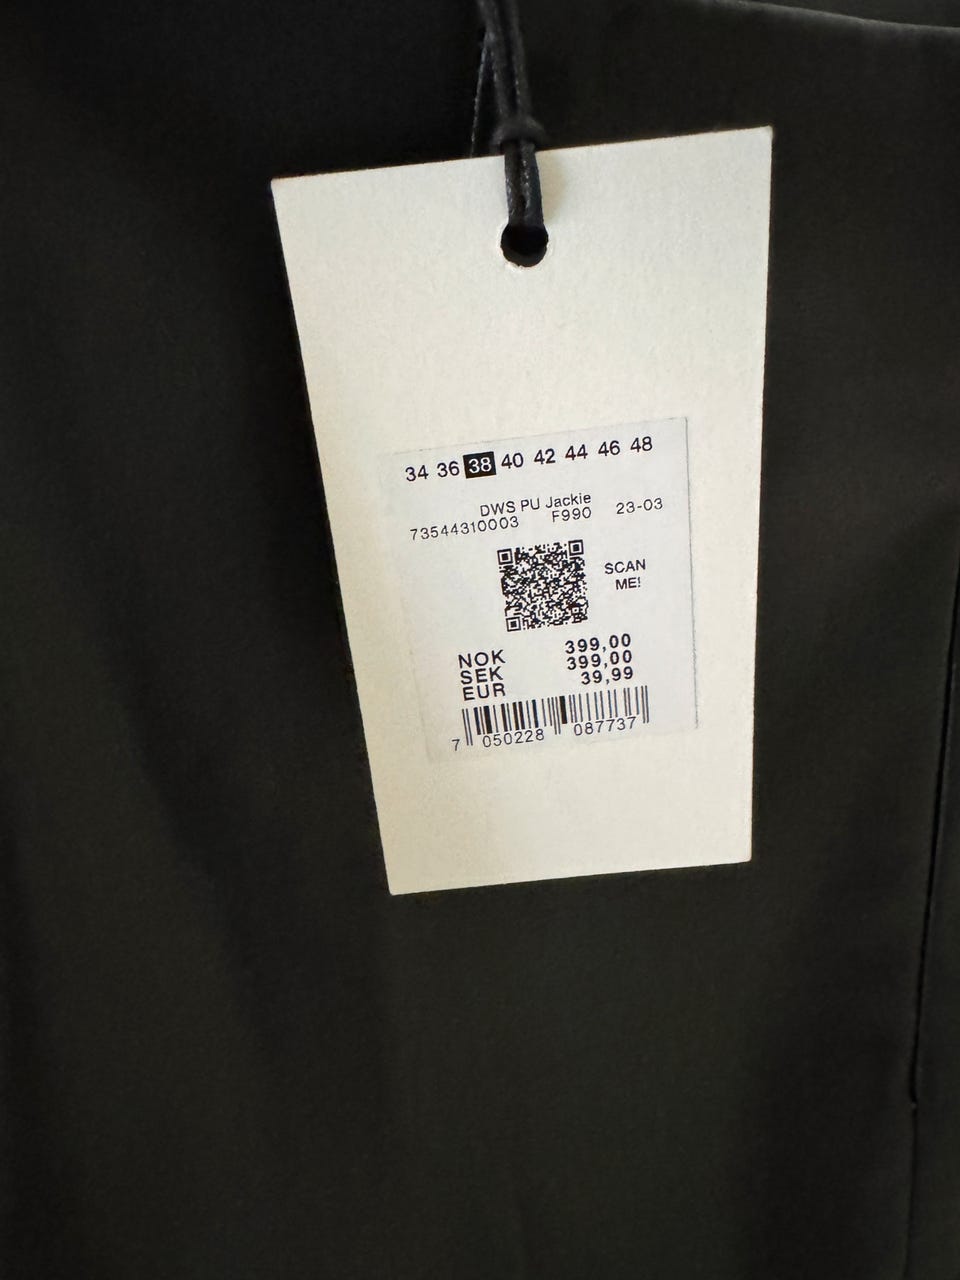 34 36 38 40 42 44 46 48
DWS PU Jackie
73544310003 F990 23-03
SCAN
ME!
NOK 399,00
SEK 399,00
EUR 39,99
7 050228 087737